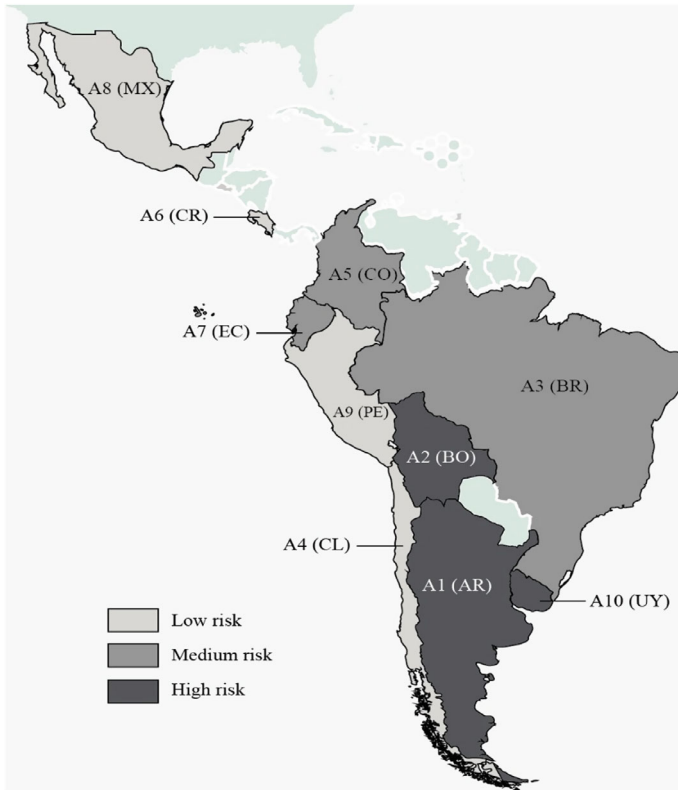 A8 (MX)
A6 (CR)
A5 (CO)
A7 (EC)
A3 (BR)
A9 (PE)
A2 (BO)
A4 (CL)
A1 (AR)
A10 (UY)
Low risk
Medium risk
High risk